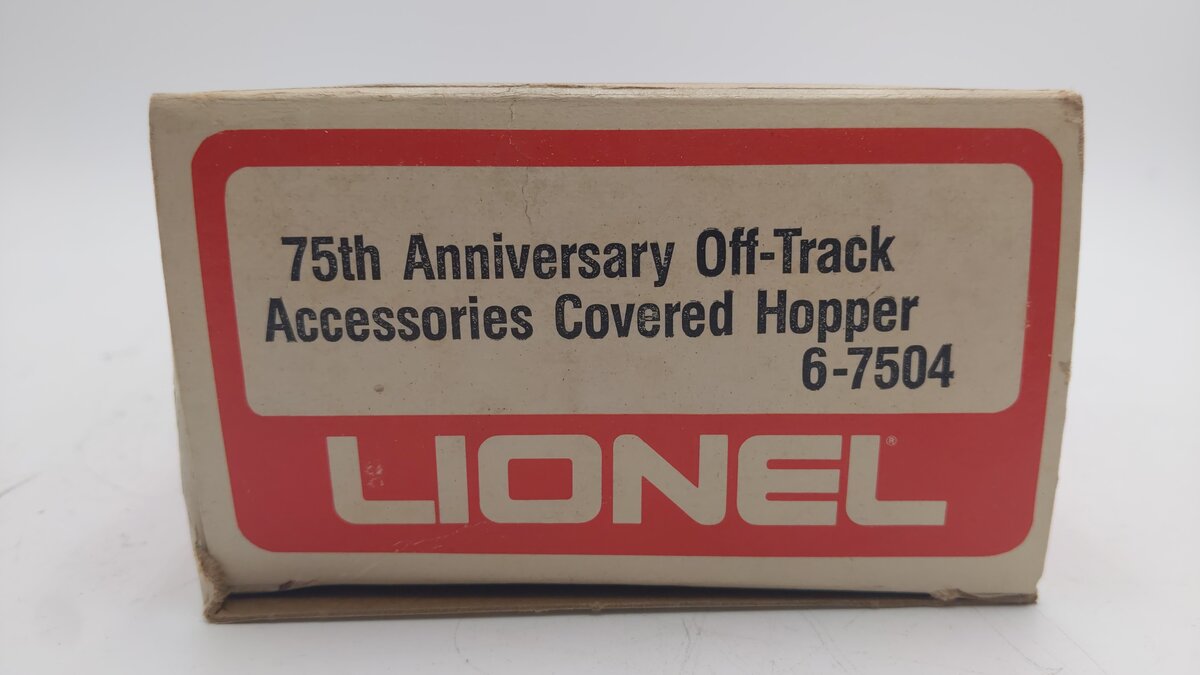 75th Anniversary Off-Track
Accessories Covered Hopper
6-7504
LIONEL®